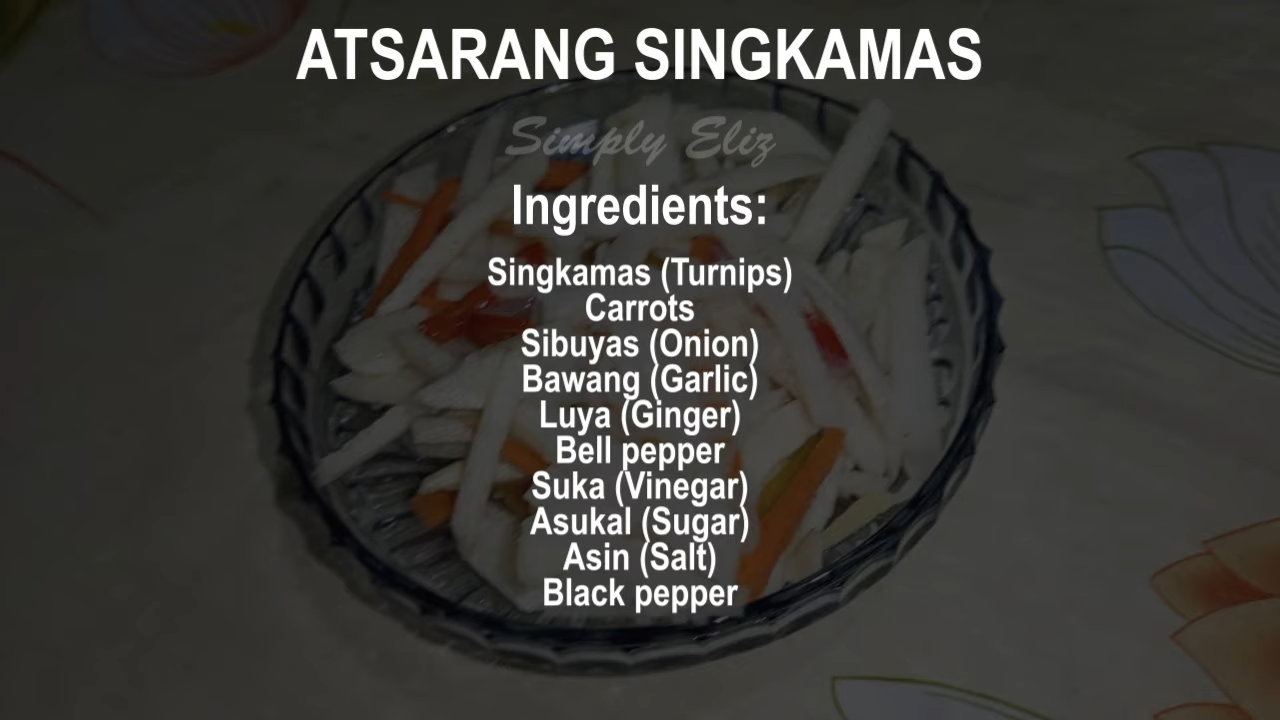 ATSARANG SINGKAMAS
Simply Eliz
Ingredients:
Singkamas (Turnips)
Carrots
Sibuyas (Onion)
Bawang (Garlic)
Luya (Ginger)
Bell pepper
Suka (Vinegar)
Asukal (Sugar)
Asin (Salt)
Black pepper